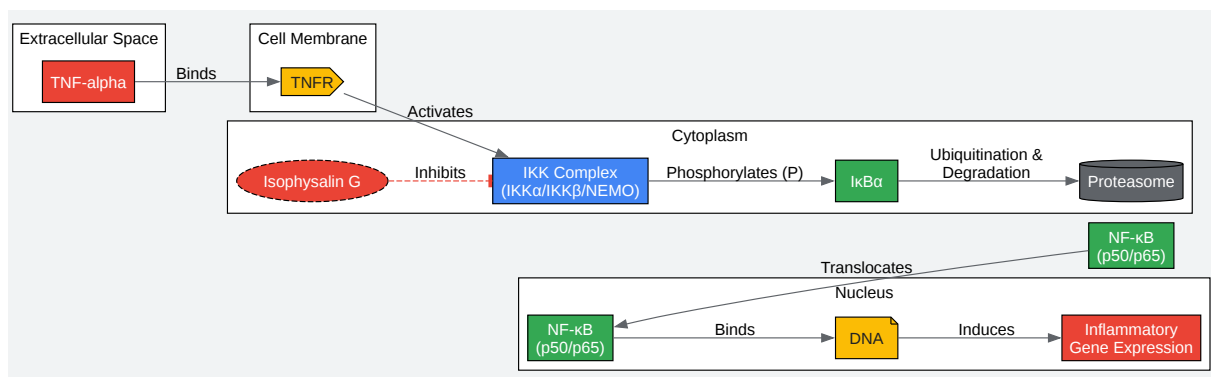 Extracellular Space
Cell Membrane
TNF-alpha
Binds
TNFR
Activates
Cytoplasm
Isophysalin G
Inhibits
IKK Complex
(IKKα/IKKβ/NEMO)
Phosphorylates (P)
IκBα
Ubiquitination &
Degradation
Proteasome
NF-κB
(p50/p65)
Translocates
Nucleus
NF-κB
(p50/p65)
Binds
DNA
Induces
Inflammatory
Gene Expression